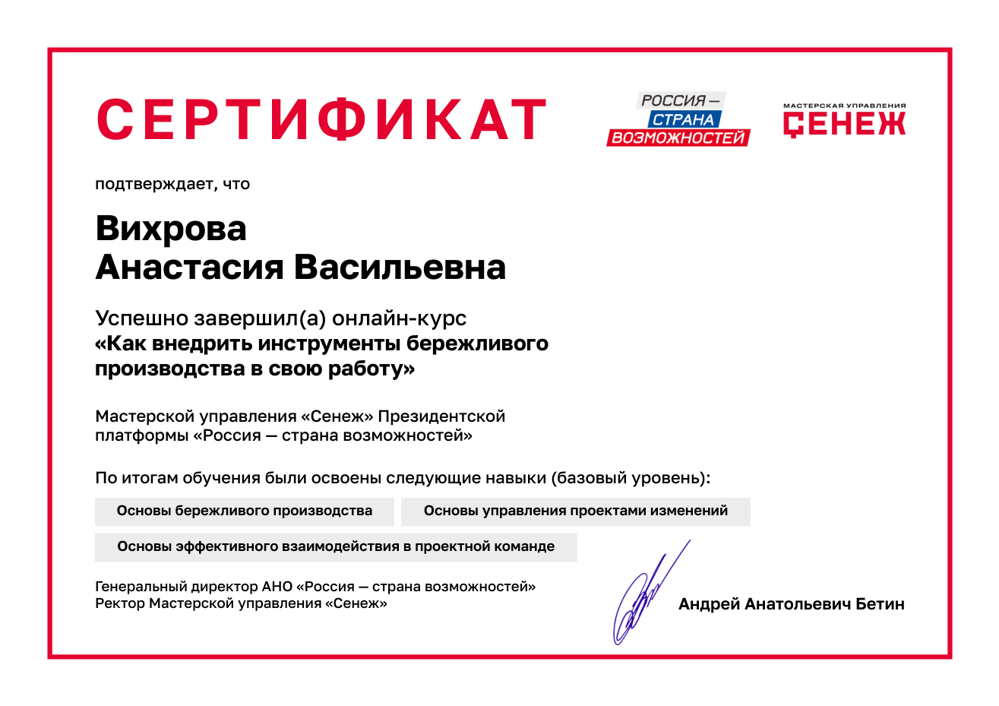 СЕРТИФИКАТ
РОССИЯ —
СТРАНА
ВОЗМОЖНОСТЕЙ
МАСТЕРСКАЯ УПРАВЛЕНИЯ
СЕНЕЖ
подтверждает, что
Вихрова
Анастасия Васильевна
Успешно завершил(а) онлайн-курс
«Как внедрить инструменты бережливого
производства в свою работу»
Мастерской управления «Сенеж» Президентской
платформы «Россия — страна возможностей»
По итогам обучения были освоены следующие навыки (базовый уровень):
Основы бережливого производства
Основы управления проектами изменений
Основы эффективного взаимодействия в проектной команде
Генеральный директор АНО «Россия — страна возможностей»
Ректор Мастерской управления «Сенеж»
Андрей Анатольевич Бетин